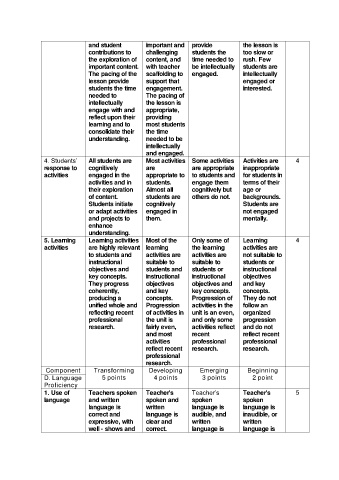 and student
contributions to
the exploration of
important content.
The pacing of the
lesson provide
students the time
needed to
intellectually
engage with and
reflect upon their
learning and to
consolidate their
understanding.
important and
challenging
content, and
with teacher
scaffolding to
support that
engagement.
The pacing of
the lesson is
appropriate,
providing
most students
the time
needed to be
intellectually
and engaged.
provide
students the
time needed to
be intellectually
engaged.
the lesson is
too slow or
rush. Few
students are
intellectually
engaged or
interested.
4. Students'
response to
activities
All students are
cognitively
engaged in the
activities and in
their exploration
of content.
Students initiate
or adapt activities
and projects to
enhance
understanding.
Most activities
are
appropriate to
students.
Almost all
students are
cognitively
engaged in
them.
Some activities
are appropriate
to students and
engage them
cognitively but
others do not.
Activities are
inappropriate
for students in
terms of their
age or
backgrounds.
Students are
not engaged
mentally.
4
5. Learning
activities
Learning activities
are highly relevant
to students and
instructional
objectives and
key concepts.
They progress
coherently,
producing a
unified whole and
reflecting recent
professional
research.
Most of the
learning
activities are
suitable to
students and
instructional
objectives
and key
concepts.
Progression
of activities in
the unit is
fairly even,
and most
activities
reflect recent
professional
research.
Only some of
the learning
activities are
suitable to
students or
instructional
objectives and
key concepts.
Progression of
activities in the
unit is an even,
and only some
activities reflect
recent
professional
research.
Learning
activities are
not suitable to
students or
instructional
objectives
and key
concepts.
They do not
follow an
organized
progression
and do not
reflect recent
professional
research.
4
Component
Transforming
Developing
Emerging
Beginning
D. Language
Proficiency
5 points
4 points
3 points
2 point
1. Use of
language
Teachers spoken
and written
language is
correct and
expressive, with
well - shows and
Teacher's
spoken and
written
language is
clear and
correct.
Teacher's
spoken
language is
audible, and
written
language is
Teacher's
spoken
language is
inaudible, or
written
language is
5